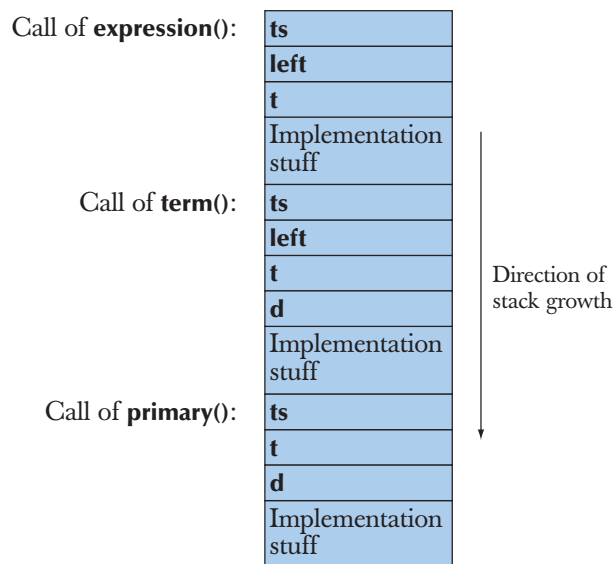 Call of expression(): ts
left
t
Implementation
stuff
Call of term(): ts
left
t
Direction of
stack growth
d
Implementation
stuff
Call of primary(): ts
t
d
Implementation
stuff